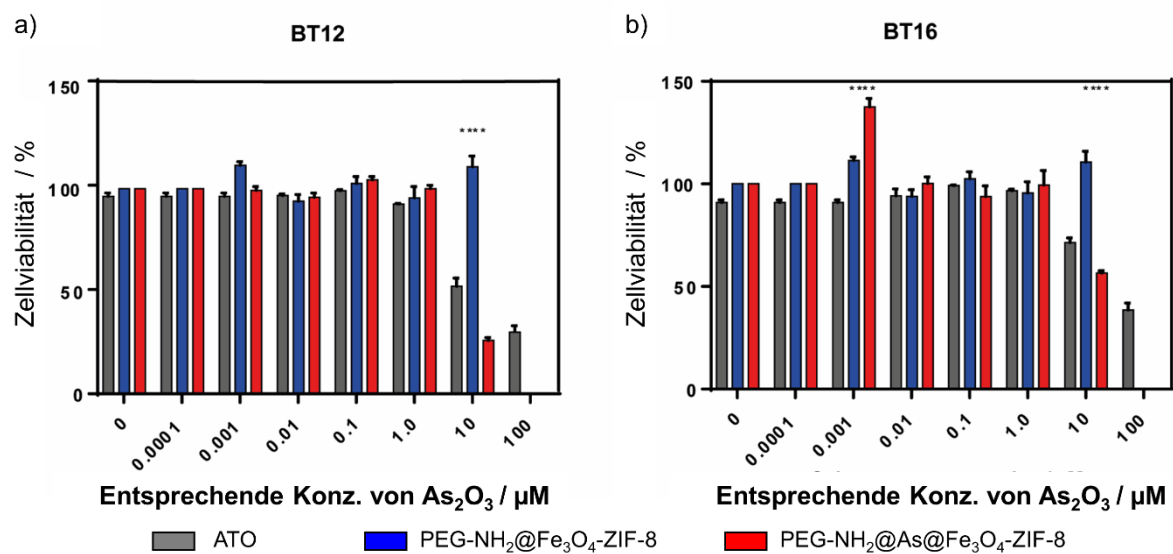 a)
BT12
Zellviabilität / %
150
100
50
0
****
0
0.0001
0.001
0.01
0.1
1.0
10
100
Entsprechende Konz. von As₂O₃ / µM
b)
BT16
Zellviabilität / %
150
100
50
0
****
****
0
0.0001
0.001
0.01
0.1
1.0
10
100
Entsprechende Konz. von As₂O₃ / µM
ATO
PEG-NH₂@Fe₃O₄-ZIF-8
PEG-NH₂@As@Fe₃O₄-ZIF-8